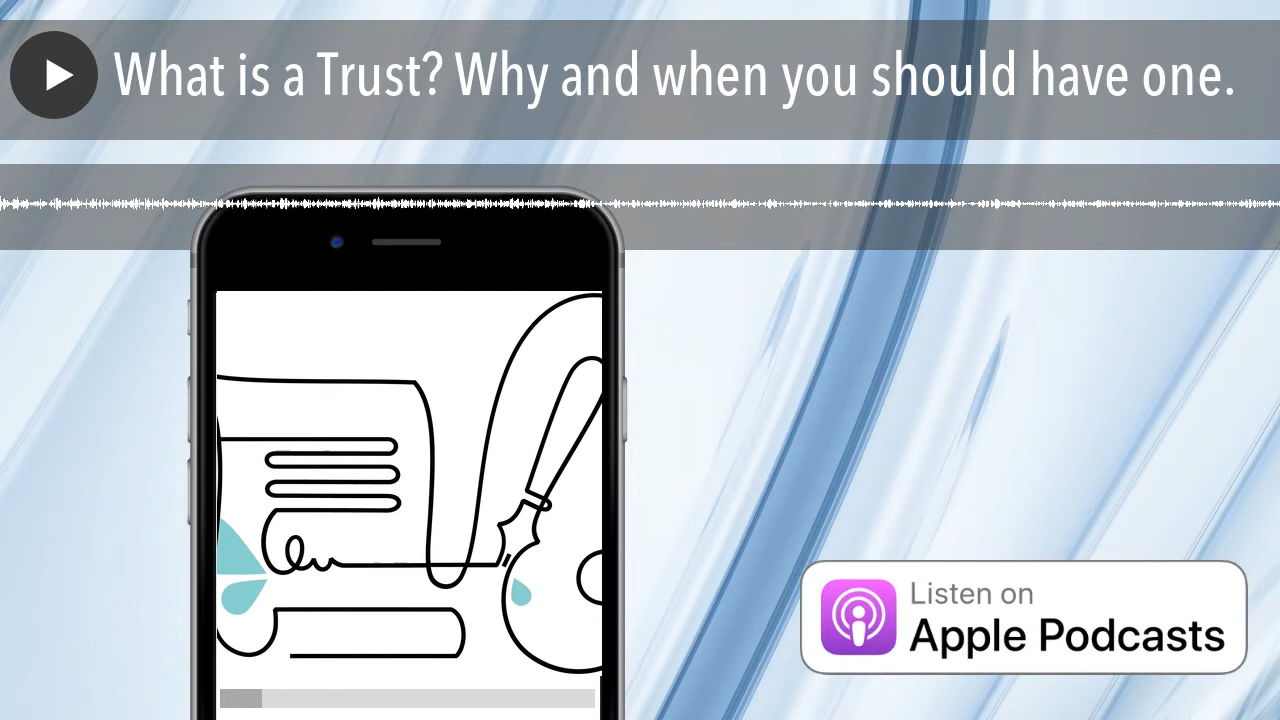 What is a Trust? Why and when you should have one.
Listen on
Apple Podcasts